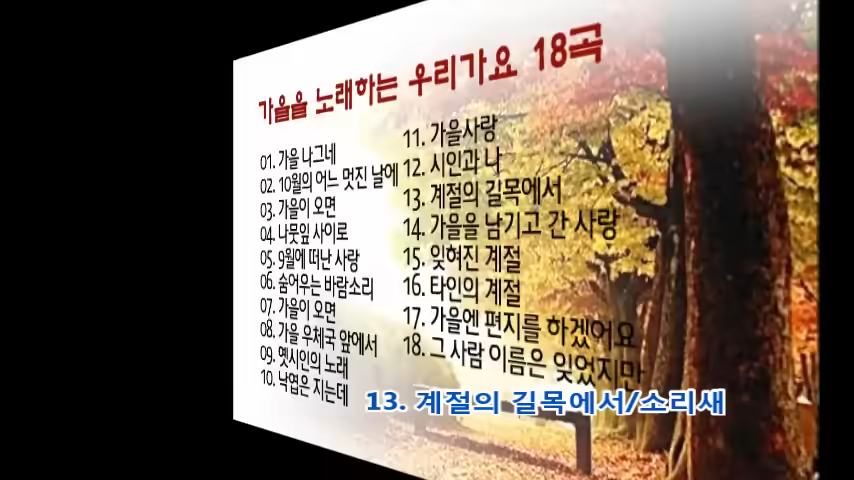 가을을 노래하는 우리가요 18곡
01. 가을 나그네
02. 10월의 어느 멋진 날에
03. 가을이 오면
04. 나뭇잎 사이로
05. 9월에 떠난 사랑
06. 숨어우는 바람소리
07. 가을이 오면
08. 가을 우체국 앞에서
09. 옛시인의 노래
10. 낙엽은 지는데
11. 가을사랑
12. 시인과 나
13. 계절의 길목에서
14. 가을을 남기고 간 사랑
15. 잊혀진 계절
16. 타인의 계절
17. 가을엔 편지를 하겠어요
18. 그 사람 이름은 잊었지만
13. 계절의 길목에서/소리새